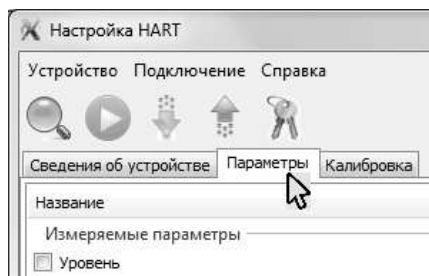 Настройка HART
Устройство Подключение Справка
Сведения об устройстве Параметры Калибровка
Название
Измеряемые параметры
Уровень